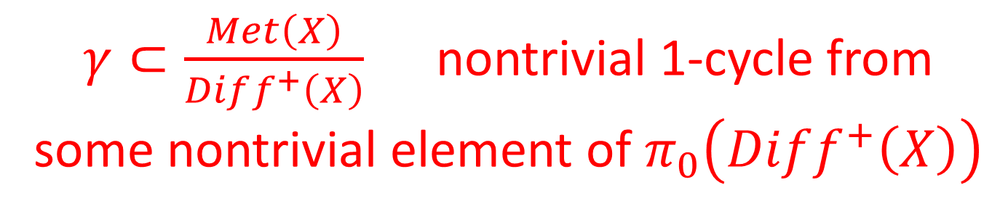 γ ⊂ Met(X)/Diff⁺(X) nontrivial 1-cycle from
some nontrivial element of π₀(Diff⁺(X))